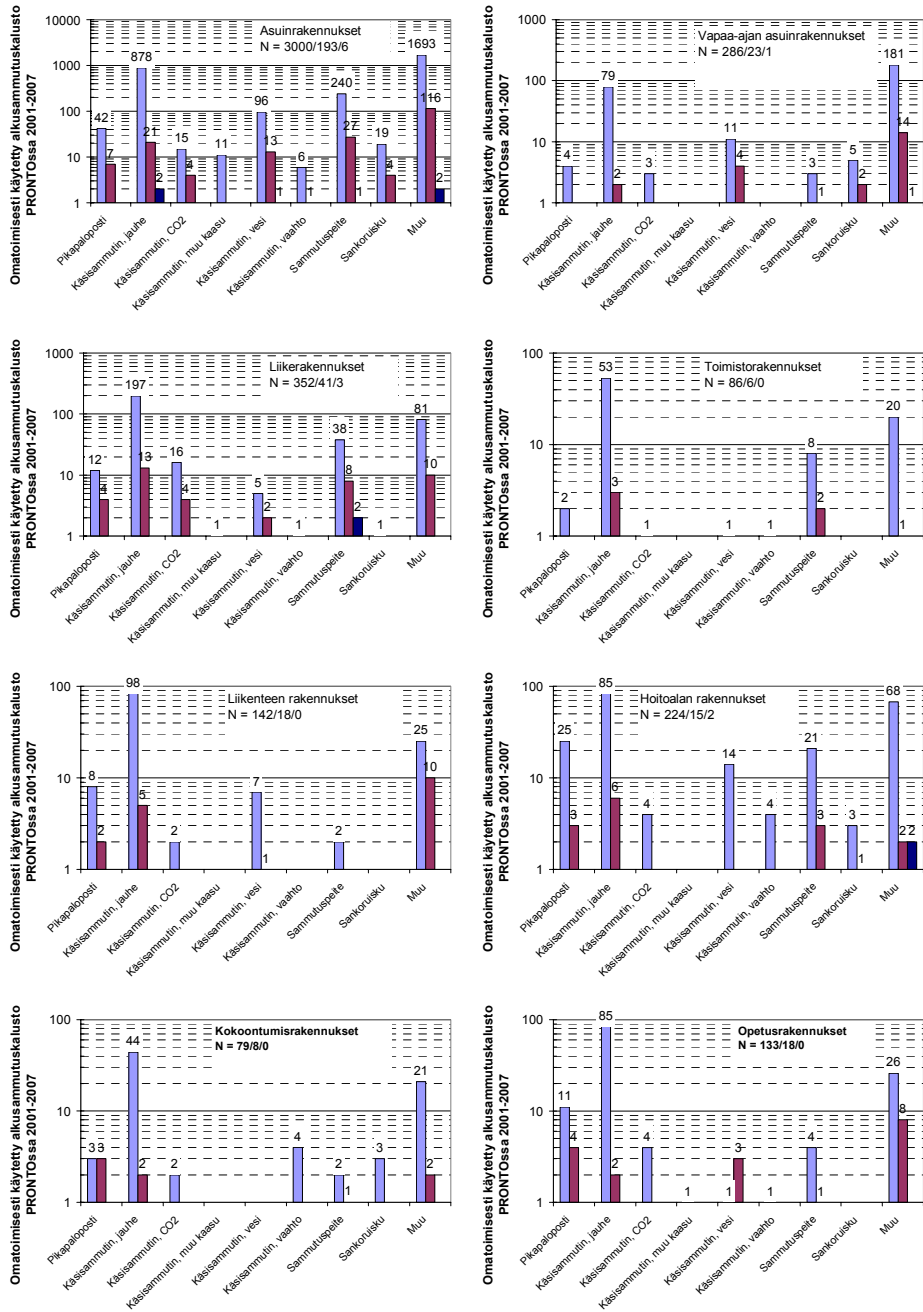 Omatoimisesti käytetty alkusammutuskalusto
PRONTOssa 2001-2007
Asuinrakennukset
N = 3000/193/6
10000
1000
100
10
1
42
7
878
21
2
15
4
11
96
13
1
6
1
240
27
1
19
4
1693
116
2
Pikapaloposti
Käsisammutin, jauhe
Käsisammutin, CO2
Käsisammutin, muu kaasu
Käsisammutin, vesi
Käsisammutin, vaahto
Sammutuspeite
Sankoruisku
Muu
Omatoimisesti käytetty alkusammutuskalusto
PRONTOssa 2001-2007
Vapaa-ajan asuinrakennukset
N = 286/23/1
1000
100
10
1
4
79
2
3
11
4
3
1
5
2
181
14
1
Pikapaloposti
Käsisammutin, jauhe
Käsisammutin, CO2
Käsisammutin, muu kaasu
Käsisammutin, vesi
Käsisammutin, vaahto
Sammutuspeite
Sankoruisku
Muu
Omatoimisesti käytetty alkusammutuskalusto
PRONTOssa 2001-2007
Liikerakennukset
N = 352/41/3
1000
100
10
1
12
4
197
13
16
4
1
5
2
1
38
8
2
1
81
10
Pikapaloposti
Käsisammutin, jauhe
Käsisammutin, CO2
Käsisammutin, muu kaasu
Käsisammutin, vesi
Käsisammutin, vaahto
Sammutuspeite
Sankoruisku
Muu
Omatoimisesti käytetty alkusammutuskalusto
PRONTOssa 2001-2007
Toimistorakennukset
N = 86/6/0
100
10
1
2
53
3
1
1
1
8
2
20
1
Pikapaloposti
Käsisammutin, jauhe
Käsisammutin, CO2
Käsisammutin, muu kaasu
Käsisammutin, vesi
Käsisammutin, vaahto
Sammutuspeite
Sankoruisku
Muu
Omatoimisesti käytetty alkusammutuskalusto
PRONTOssa 2001-2007
Liikenteen rakennukset
N = 142/18/0
100
10
1
8
2
98
5
2
7
1
2
25
10
Pikapaloposti
Käsisammutin, jauhe
Käsisammutin, CO2
Käsisammutin, muu kaasu
Käsisammutin, vesi
Käsisammutin, vaahto
Sammutuspeite
Sankoruisku
Muu
Omatoimisesti käytetty alkusammutuskalusto
PRONTOssa 2001-2007
Hoitoalan rakennukset
N = 224/15/2
100
10
1
25
3
85
6
4
14
4
21
3
3
1
68
2
2
Pikapaloposti
Käsisammutin, jauhe
Käsisammutin, CO2
Käsisammutin, muu kaasu
Käsisammutin, vesi
Käsisammutin, vaahto
Sammutuspeite
Sankoruisku
Muu
Omatoimisesti käytetty alkusammutuskalusto
PRONTOssa 2001-2007
Kokoontumisrakennukset
N = 79/8/0
100
10
1
3
3
44
2
2
4
2
1
3
21
2
Pikapaloposti
Käsisammutin, jauhe
Käsisammutin, CO2
Käsisammutin, muu kaasu
Käsisammutin, vesi
Käsisammutin, vaahto
Sammutuspeite
Sankoruisku
Muu
Omatoimisesti käytetty alkusammutuskalusto
PRONTOssa 2001-2007
Opetusrakennukset
N = 133/18/0
100
10
1
11
4
85
2
4
1
1
3
1
4
1
26
8
Pikapaloposti
Käsisammutin, jauhe
Käsisammutin, CO2
Käsisammutin, muu kaasu
Käsisammutin, vesi
Käsisammutin, vaahto
Sammutuspeite
Sankoruisku
Muu